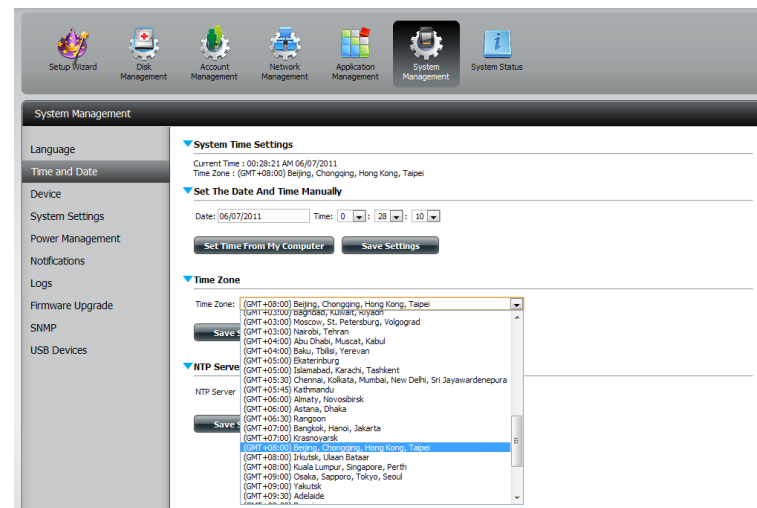 Setup Wizard
Disk
Management
Account
Management
Network
Management
Application
Management
System
Management
System Status
System Management
Language
Time and Date
Device
System Settings
Power Management
Notifications
Logs
Firmware Upgrade
SNMP
USB Devices
System Time Settings
Current Time : 00:28:21 AM 06/07/2011
Time Zone : (GMT+08:00) Beijing, Chongqing, Hong Kong, Taipei
Set The Date And Time Manually
Date: 06/07/2011 Time: 0 : 28 : 10
Set Time From My Computer Save Settings
Time Zone
Time Zone: (GMT+08:00) Beijing, Chongqing, Hong Kong, Taipei
(GMT+03:00) Baghdad, Kuwait, Riyadh
(GMT+03:00) Moscow, St. Petersburg, Volgograd
(GMT+03:00) Nairobi, Tehran
Save
(GMT+04:00) Abu Dhabi, Muscat, Kabul
(GMT+04:00) Baku, Tbilisi, Yerevan
(GMT+05:00) Ekaterinburg
(GMT+05:00) Islamabad, Karachi, Tashkent
NTP Serve
(GMT+05:30) Chennai, Kolkata, Mumbai, New Delhi, Sri Jayawardenepura
(GMT+05:45) Kathmandu
NTP Server
(GMT+06:00) Almaty, Novosibirsk
(GMT+06:00) Astana, Dhaka
(GMT+06:30) Rangoon
Save
(GMT+07:00) Bangkok, Hanoi, Jakarta
(GMT+07:00) Krasnoyarsk
(GMT+08:00) Beijing, Chongqing, Hong Kong, Taipei
(GMT+08:00) Irkutsk, Ulaan Bataar
(GMT+08:00) Kuala Lumpur, Singapore, Perth
(GMT+09:00) Osaka, Sapporo, Tokyo, Seoul
(GMT+09:00) Yakutsk
(GMT+09:30) Adelaide